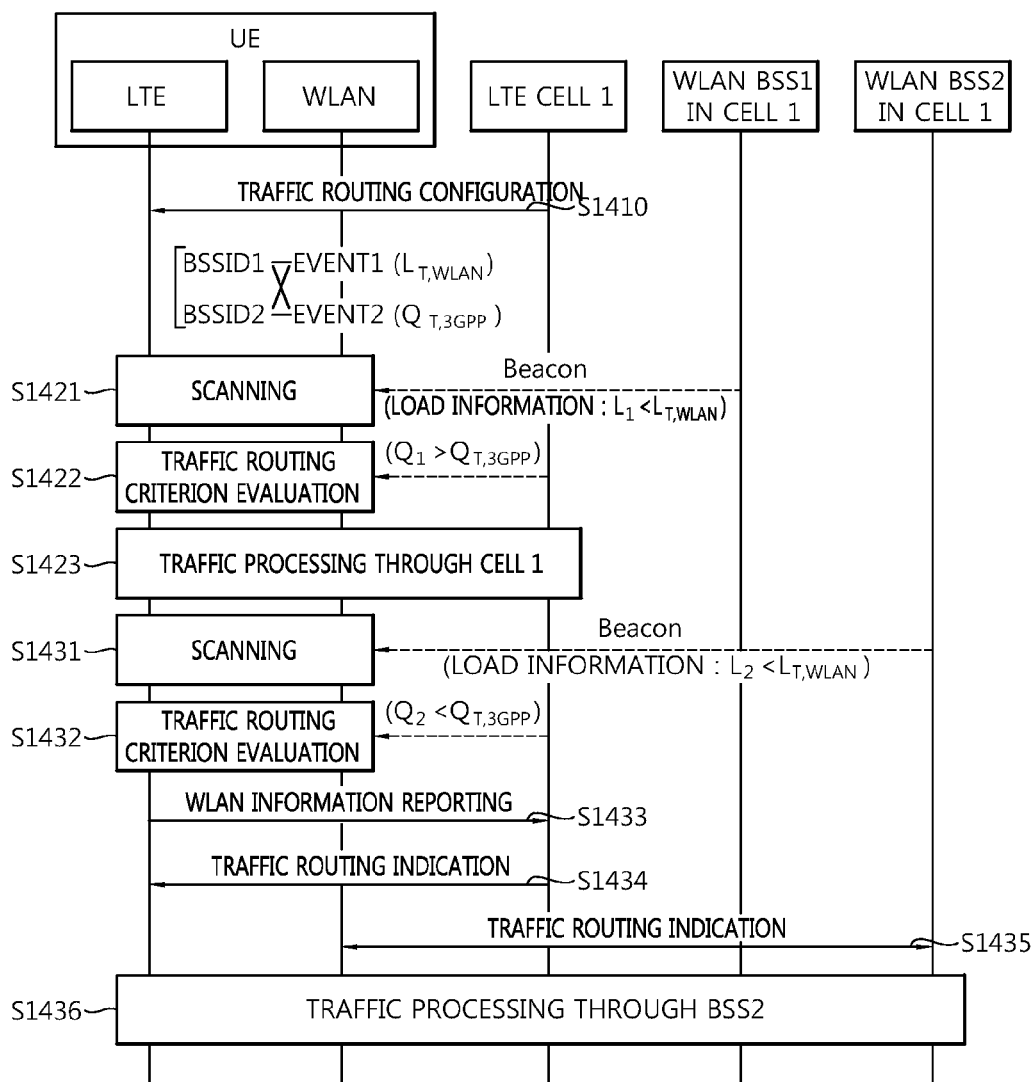 UE
LTE
WLAN
LTE CELL 1
WLAN BSS1
IN CELL 1
WLAN BSS2
IN CELL 1
TRAFFIC ROUTING CONFIGURATION
S1410
BSSID1 EVENT1 (L T,WLAN)
BSSID2 EVENT2 (Q T,3GPP)
S1421
SCANNING
Beacon
(LOAD INFORMATION : L1 <LT,WLAN)
S1422
TRAFFIC ROUTING
CRITERION EVALUATION
(Q1 >QT,3GPP)
S1423
TRAFFIC PROCESSING THROUGH CELL 1
S1431
SCANNING
Beacon
(LOAD INFORMATION : L2 <LT,WLAN )
S1432
TRAFFIC ROUTING
CRITERION EVALUATION
(Q2 <QT,3GPP)
WLAN INFORMATION REPORTING
S1433
TRAFFIC ROUTING INDICATION
S1434
TRAFFIC ROUTING INDICATION
S1435
S1436
TRAFFIC PROCESSING THROUGH BSS2